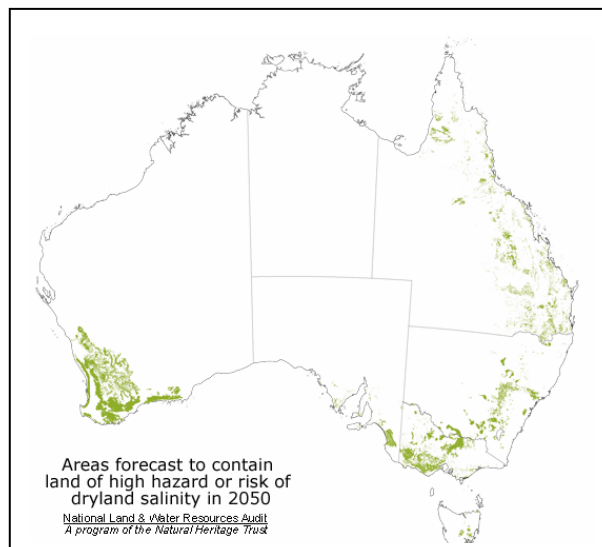 Areas forecast to contain
land of high hazard or risk of
dryland salinity in 2050
National Land & Water Resources Audit
A program of the Natural Heritage Trust